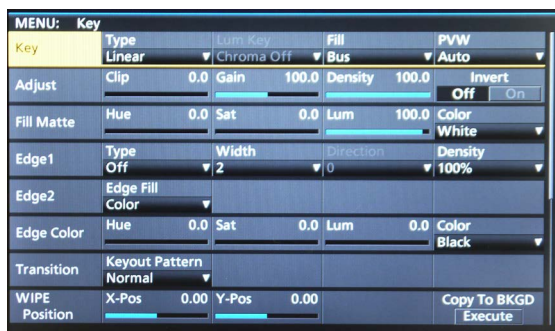 MENU: Key
Key
Type
Lum Key
Fill
PVW
Linear
Chroma Off
Bus
Auto
Adjust
Clip 0.0
Gain 100.0
Density 100.0
Invert
Off On
Fill Matte
Hue 0.0
Sat 0.0
Lum 100.0
Color
White
Edge1
Type
Width
Direction
Density
Off
2
0
100%
Edge2
Edge Fill
Color
Edge Color
Hue 0.0
Sat 0.0
Lum 0.0
Color
Black
Transition
Keyout Pattern
Normal
WIPE
Position
X-Pos 0.00
Y-Pos 0.00
Copy To BKGD
Execute